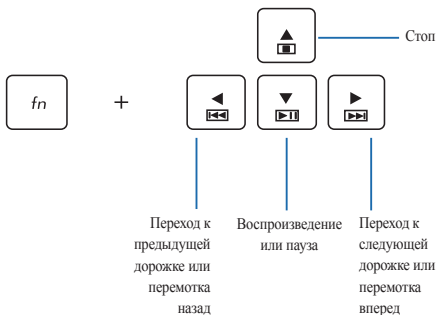 Стоп
fn
+
Переход к
предыдущей
дорожке или
перемотка
назад
Воспроизведение
или пауза
Переход к
следующей
дорожке или
перемотка
вперед